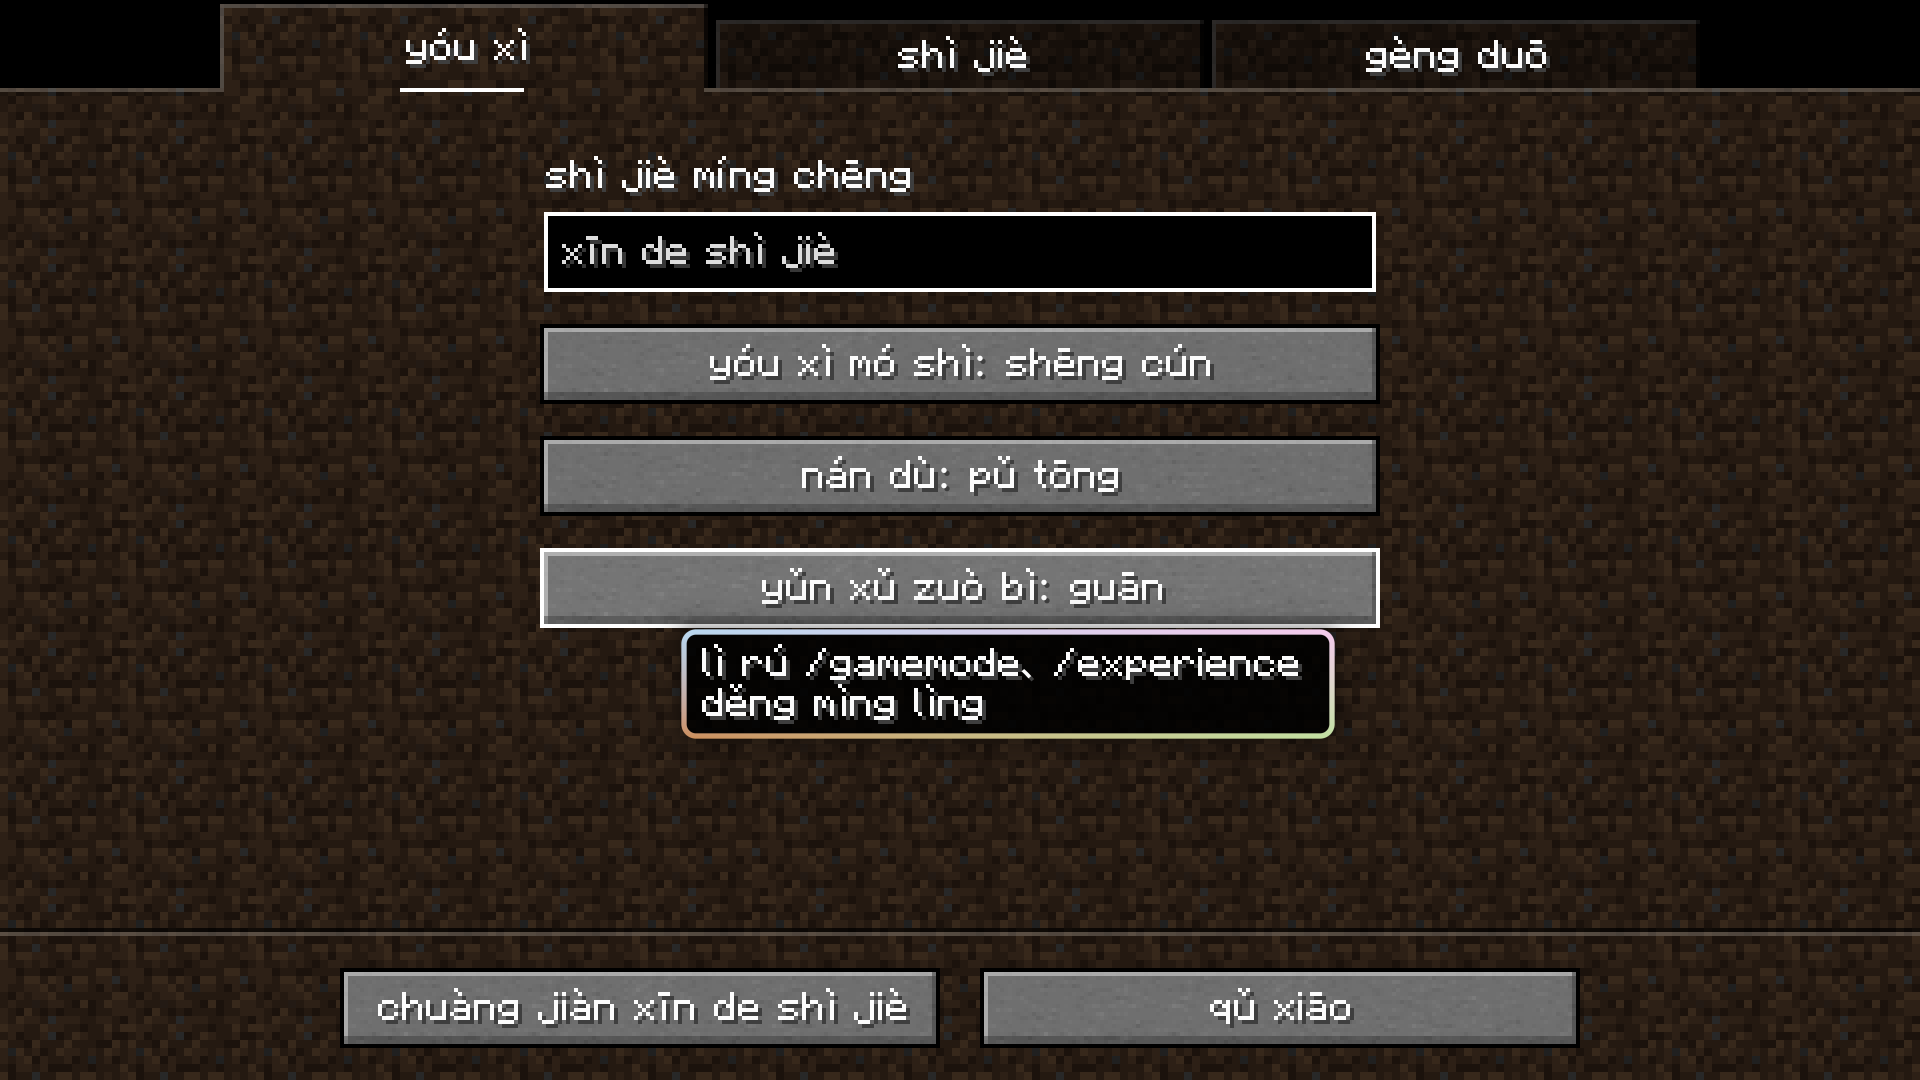 yóu xì
shì jiè
gèng duō
shì jiè míng chēng
xīn de shì jiè
yóu xì mó shì: shēng cún
nán dù: pǔ tōng
yǔn xǔ zuò bì: guān
lì rú /gamemode、/experience
děng mìng lìng
chuàng jiàn xīn de shì jiè
qǔ xiāo